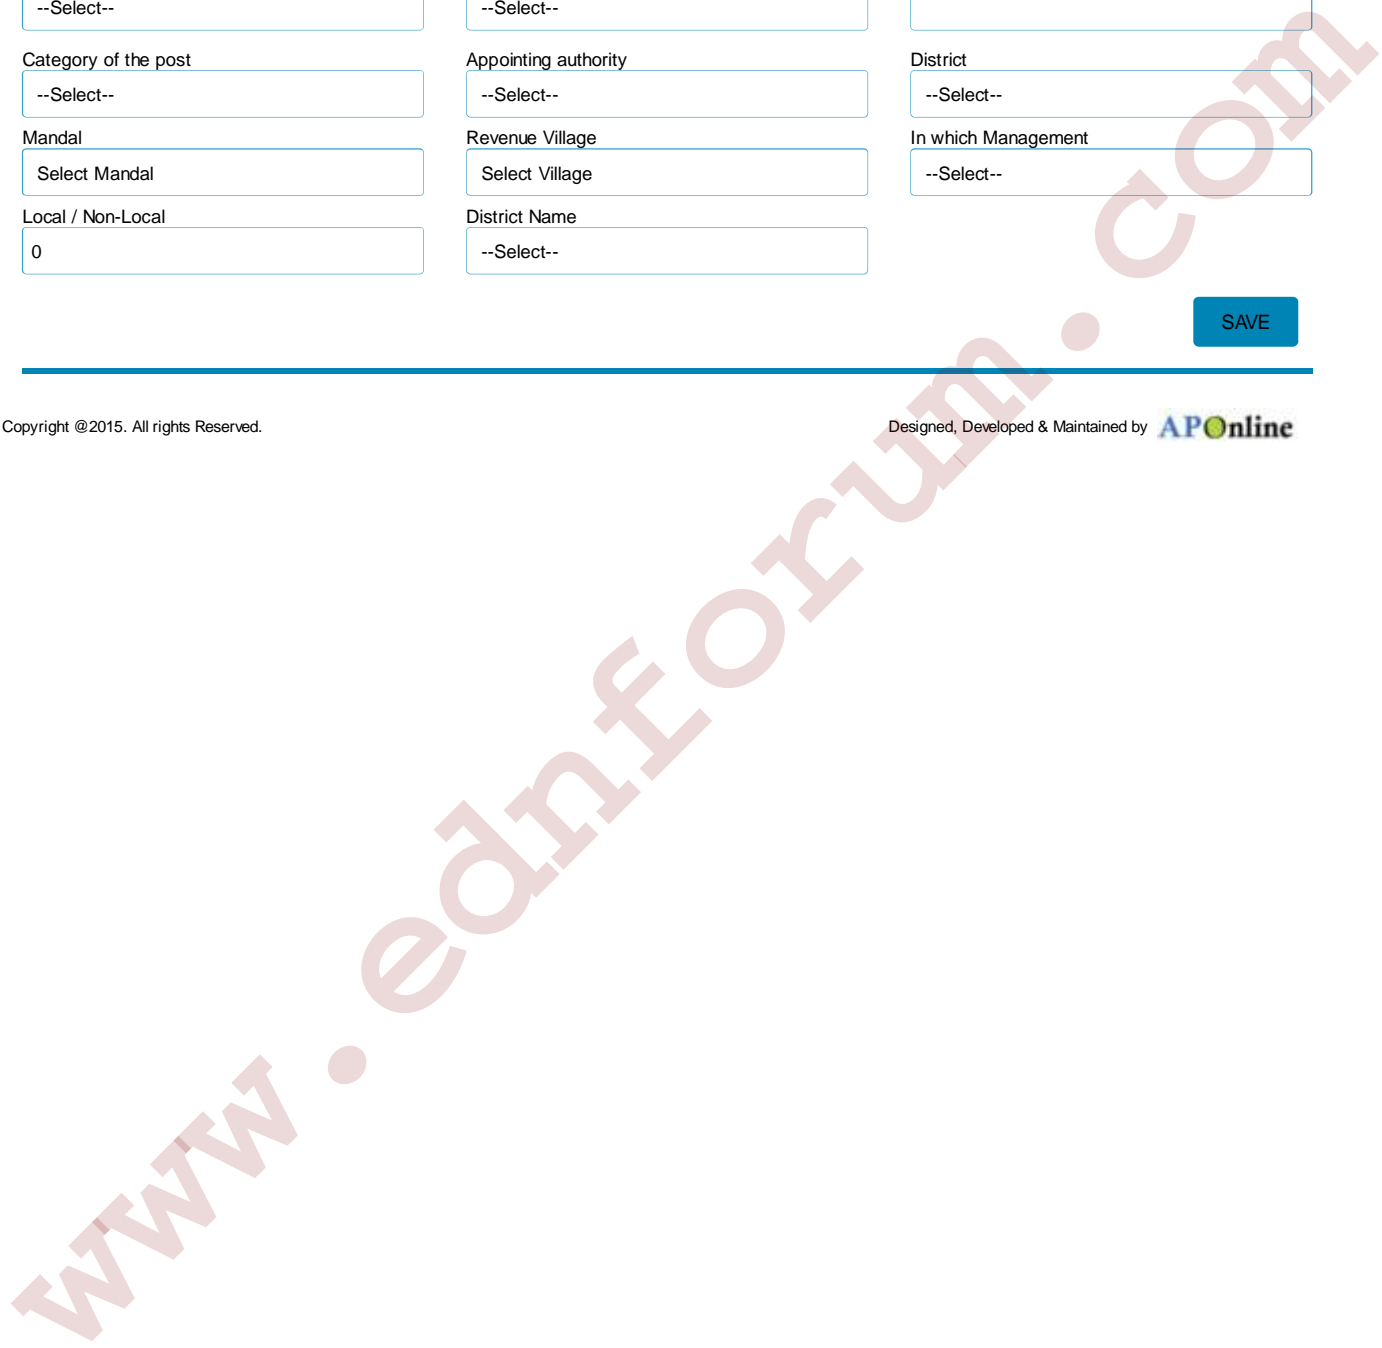 --Select-- --Select--
Category of the post Appointing authority District
--Select-- --Select-- --Select--
Mandal Revenue Village In which Management
Select Mandal Select Village --Select--
Local / Non-Local District Name
0 --Select--
SAVE
Copyright @2015. All rights Reserved. Designed, Developed & Maintained by APOnline
www.ednforum.com